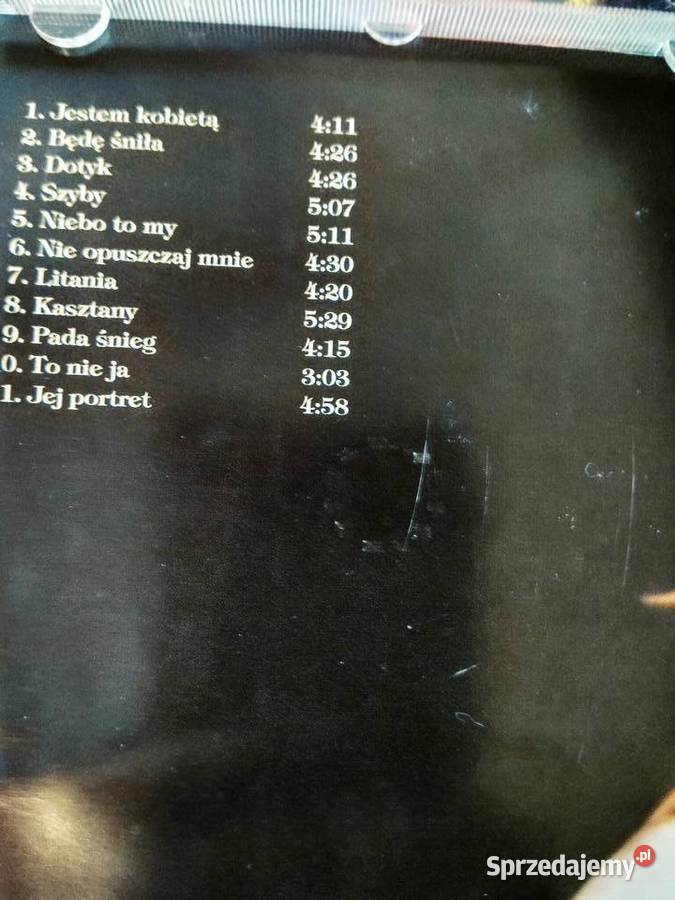 1. Jestem kobietą 4:11
2. Będę śniła 4:26
3. Dotyk 4:26
4. Szyby 5:07
5. Niebo to my 5:11
6. Nie opuszczaj mnie 4:30
7. Litania 4:20
8. Kasztany 5:29
9. Pada śnieg 4:15
0. To nie ja 3:03
1. Jej portret 4:58
Sprzedajemy.pl